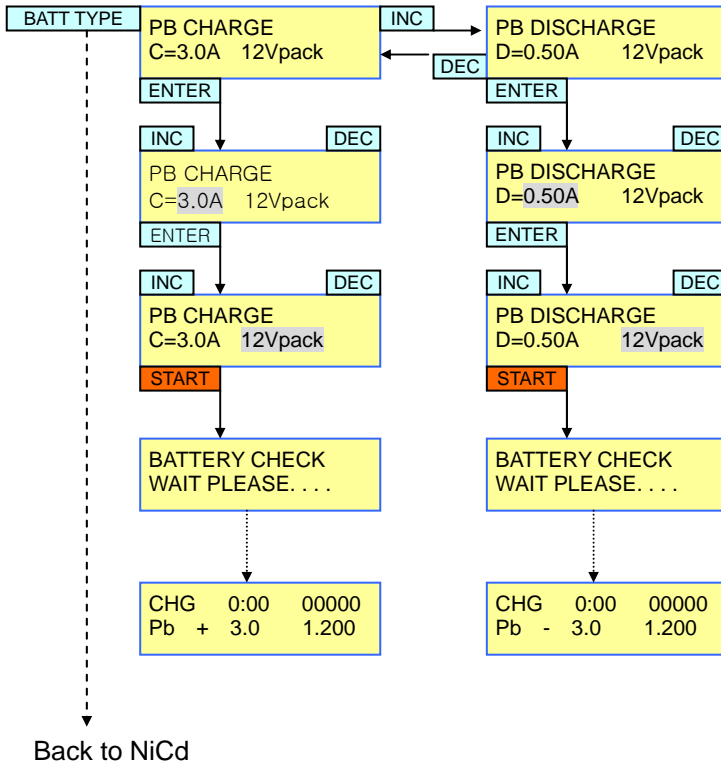 BATT TYPE
PB CHARGE
C=3.0A 12Vpack
INC
DEC
PB DISCHARGE
D=0.50A 12Vpack
ENTER
ENTER
INC DEC
PB CHARGE
C=3.0A 12Vpack
ENTER
INC DEC
PB DISCHARGE
D=0.50A 12Vpack
ENTER
INC DEC
PB CHARGE
C=3.0A 12Vpack
START
INC DEC
PB DISCHARGE
D=0.50A 12Vpack
START
BATTERY CHECK
WAIT PLEASE. . . .
BATTERY CHECK
WAIT PLEASE. . . .
CHG 0:00 00000
Pb + 3.0 1.200
CHG 0:00 00000
Pb - 3.0 1.200
Back to NiCd